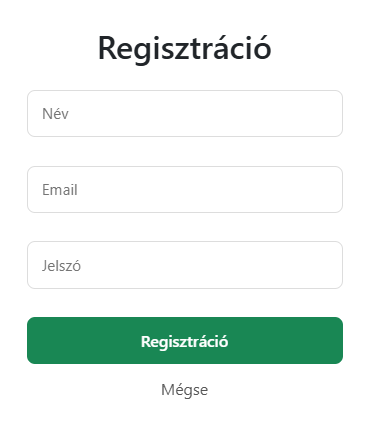 Regisztráció
Név
Email
Jelszó
Regisztráció
Mégse